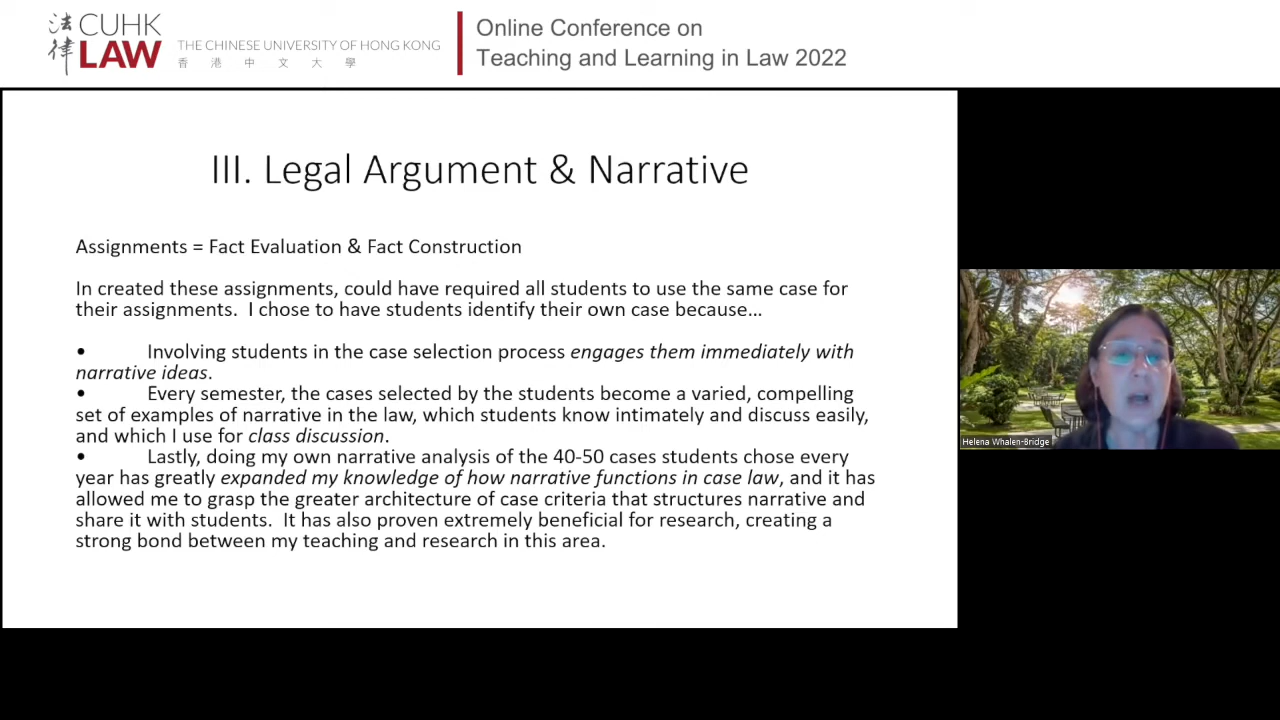 法律 CUHK LAW
THE CHINESE UNIVERSITY OF HONG KONG
香港中文大學
Online Conference on
Teaching and Learning in Law 2022
III. Legal Argument & Narrative
Assignments = Fact Evaluation & Fact Construction
In created these assignments, could have required all students to use the same case for
their assignments.  I chose to have students identify their own case because…
•	Involving students in the case selection process engages them immediately with
narrative ideas.
•	Every semester, the cases selected by the students become a varied, compelling
set of examples of narrative in the law, which students know intimately and discuss easily,
and which I use for class discussion.
•	Lastly, doing my own narrative analysis of the 40-50 cases students chose every
year has greatly expanded my knowledge of how narrative functions in case law, and it has
allowed me to grasp the greater architecture of case criteria that structures narrative and
share it with students.  It has also proven extremely beneficial for research, creating a
strong bond between my teaching and research in this area.
Helena Whalen-Bridge